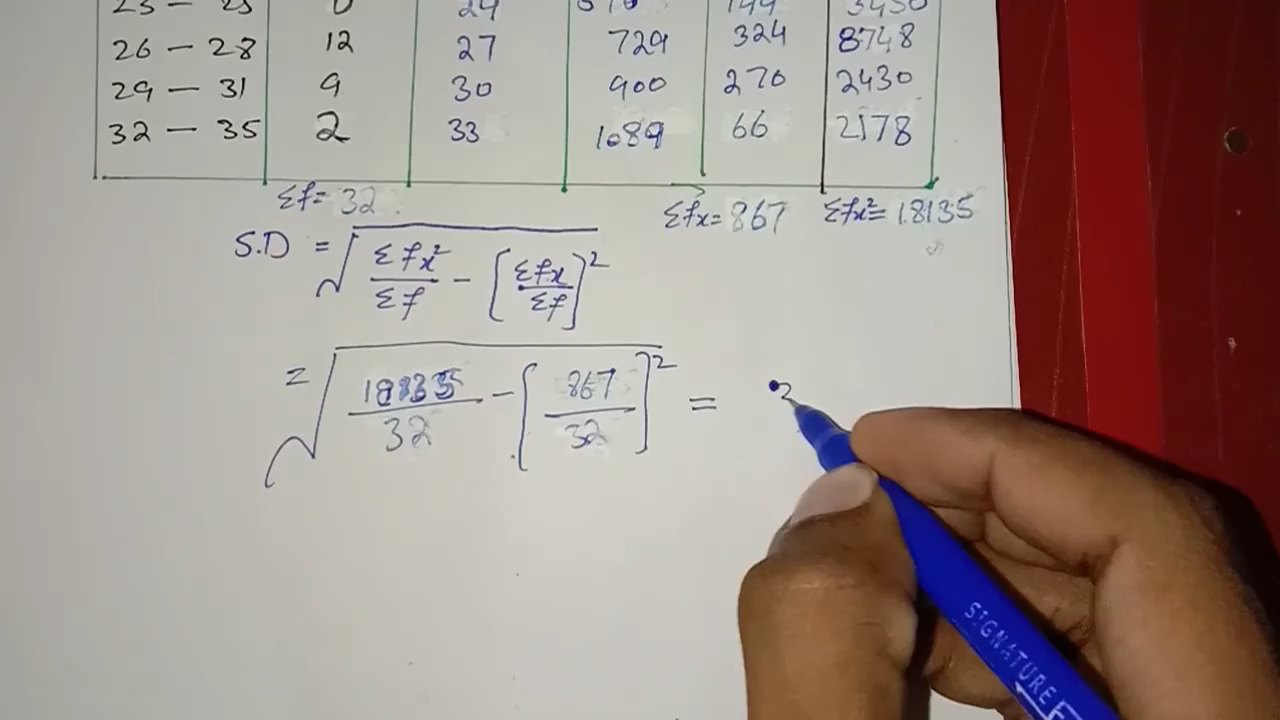 26 – 28 12 27 729 324 8748
29 – 31 9 30 900 270 2430
32 – 35 2 33 1089 66 2178
Σf= 32 Σfx= 867 Σfx²= 18135
S.D = √ Σfx²/Σf – [Σfx/Σf]²
= √ /32 – [867/32]² =
SIGNATURE